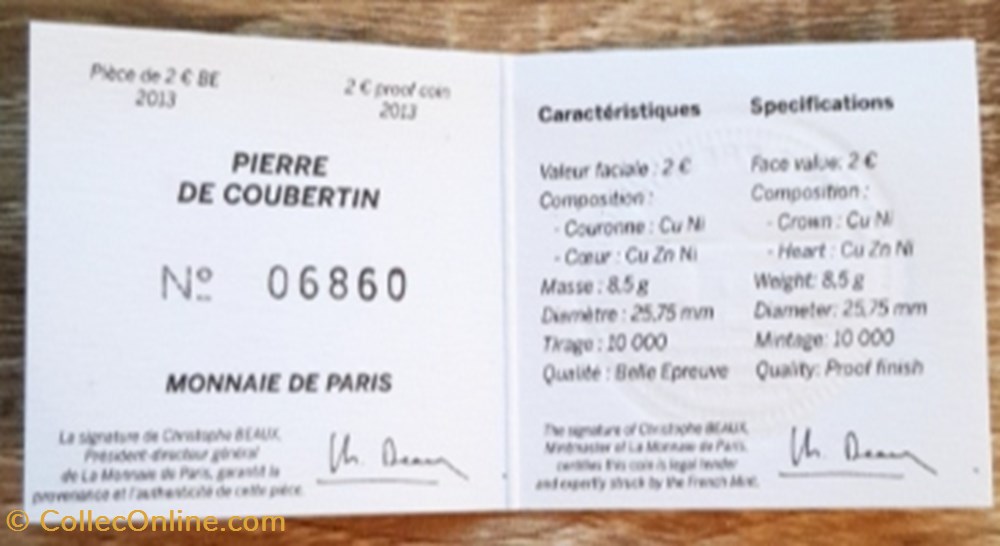 Pièce de 2 € BE
2013
2 € proof coin
2013
PIERRE
DE COUBERTIN
Nº 06860
MONNAIE DE PARIS
La signature de Christophe BEAUX,
Président-directeur général
de La Monnaie de Paris, garantit la
provenance et l'authenticité de cette pièce.
Caractéristiques
Valeur faciale : 2 €
Composition :
- Couronne : Cu Ni
- Cœur : Cu Zn Ni
Masse : 8,5 g
Diamètre : 25,75 mm
Tirage : 10 000
Qualité : Belle Epreuve
Specifications
Face value: 2 €
Composition :
- Crown : Cu Ni
- Heart : Cu Zn Ni
Weight: 8,5 g
Diameter: 25,75 mm
Mintage: 10 000
Quality: Proof finish
The signature of Christophe BEAUX,
Mintmaster of La Monnaie de Paris,
certifies this coin is legal tender
and expertly struck by the French Mint.
© CollecOnline.com